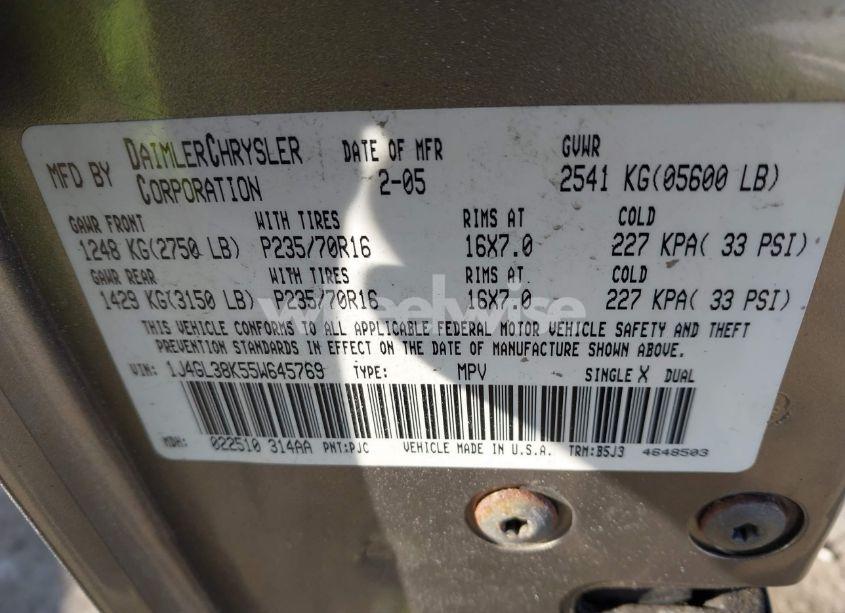 MFD BY DAIMLERCHRYSLER CORPORATION DATE OF MFR 2-05 GVWR 2541 KG(05600 LB)
GAWR FRONT WITH TIRES RIMS AT COLD
1248 KG(2750 LB) P235/70R16 16X7.0 227 KPA( 33 PSI)
GAWR REAR WITH TIRES RIMS AT COLD
1429 KG(3150 LB) P235/70R16 16X7.0 227 KPA( 33 PSI)
wheelwise
THIS VEHICLE CONFORMS TO ALL APPLICABLE FEDERAL MOTOR VEHICLE SAFETY AND THEFT
PREVENTION STANDARDS IN EFFECT ON THE DATE OF MANUFACTURE SHOWN ABOVE.
VIN: 1J4GL38K55W645769 TYPE: MPV SINGLE X DUAL
MDH: 022510 314AA PNT:PJC VEHICLE MADE IN U.S.A. TRM:B5J3 4648503